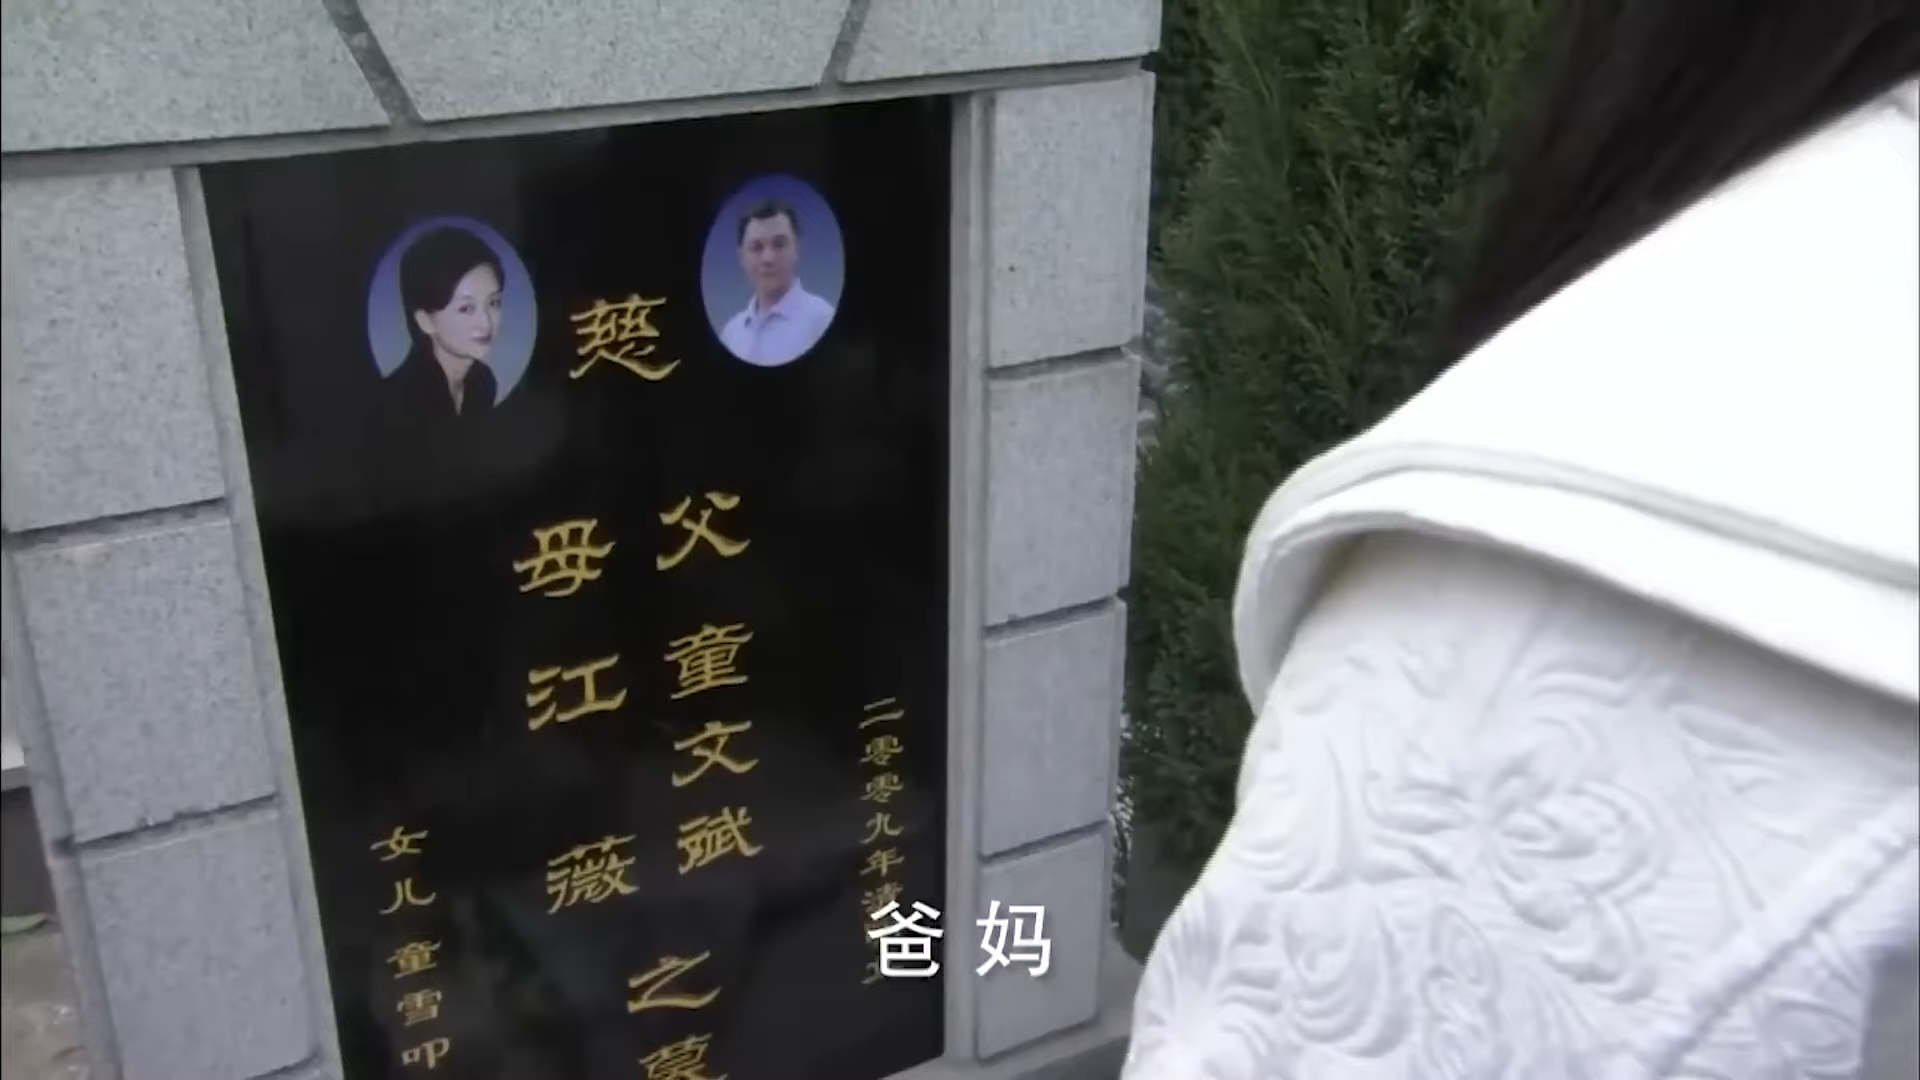 慈
父童文斌
母江薇
之墓
二零零九年清
女儿童雪叩
爸 妈